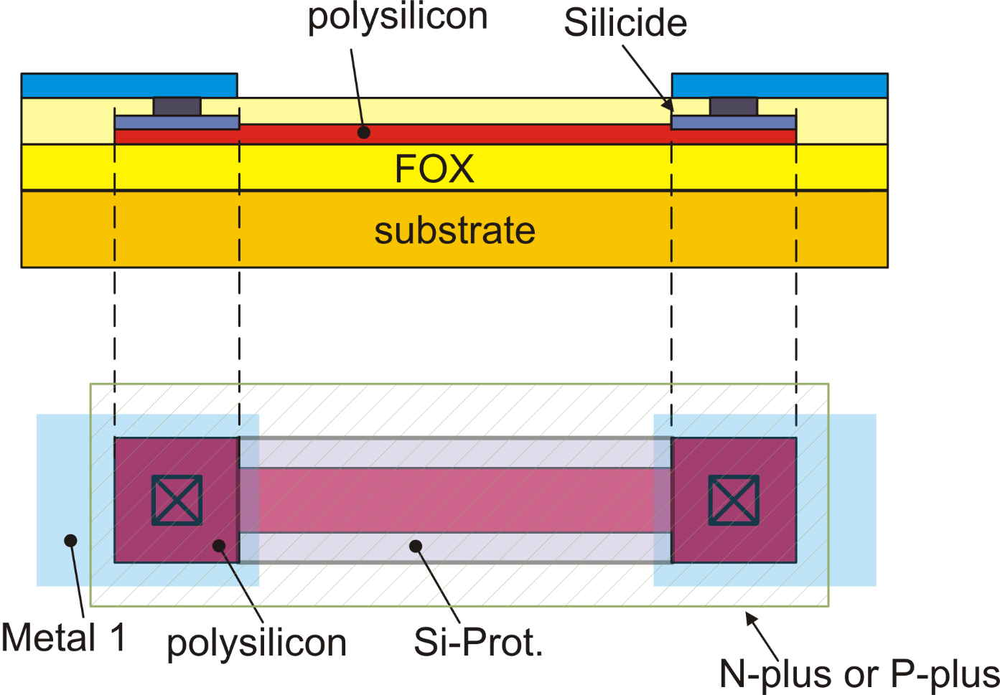 polysilicon
Silicide
FOX
substrate
Metal 1
polysilicon
Si-Prot.
N-plus or P-plus